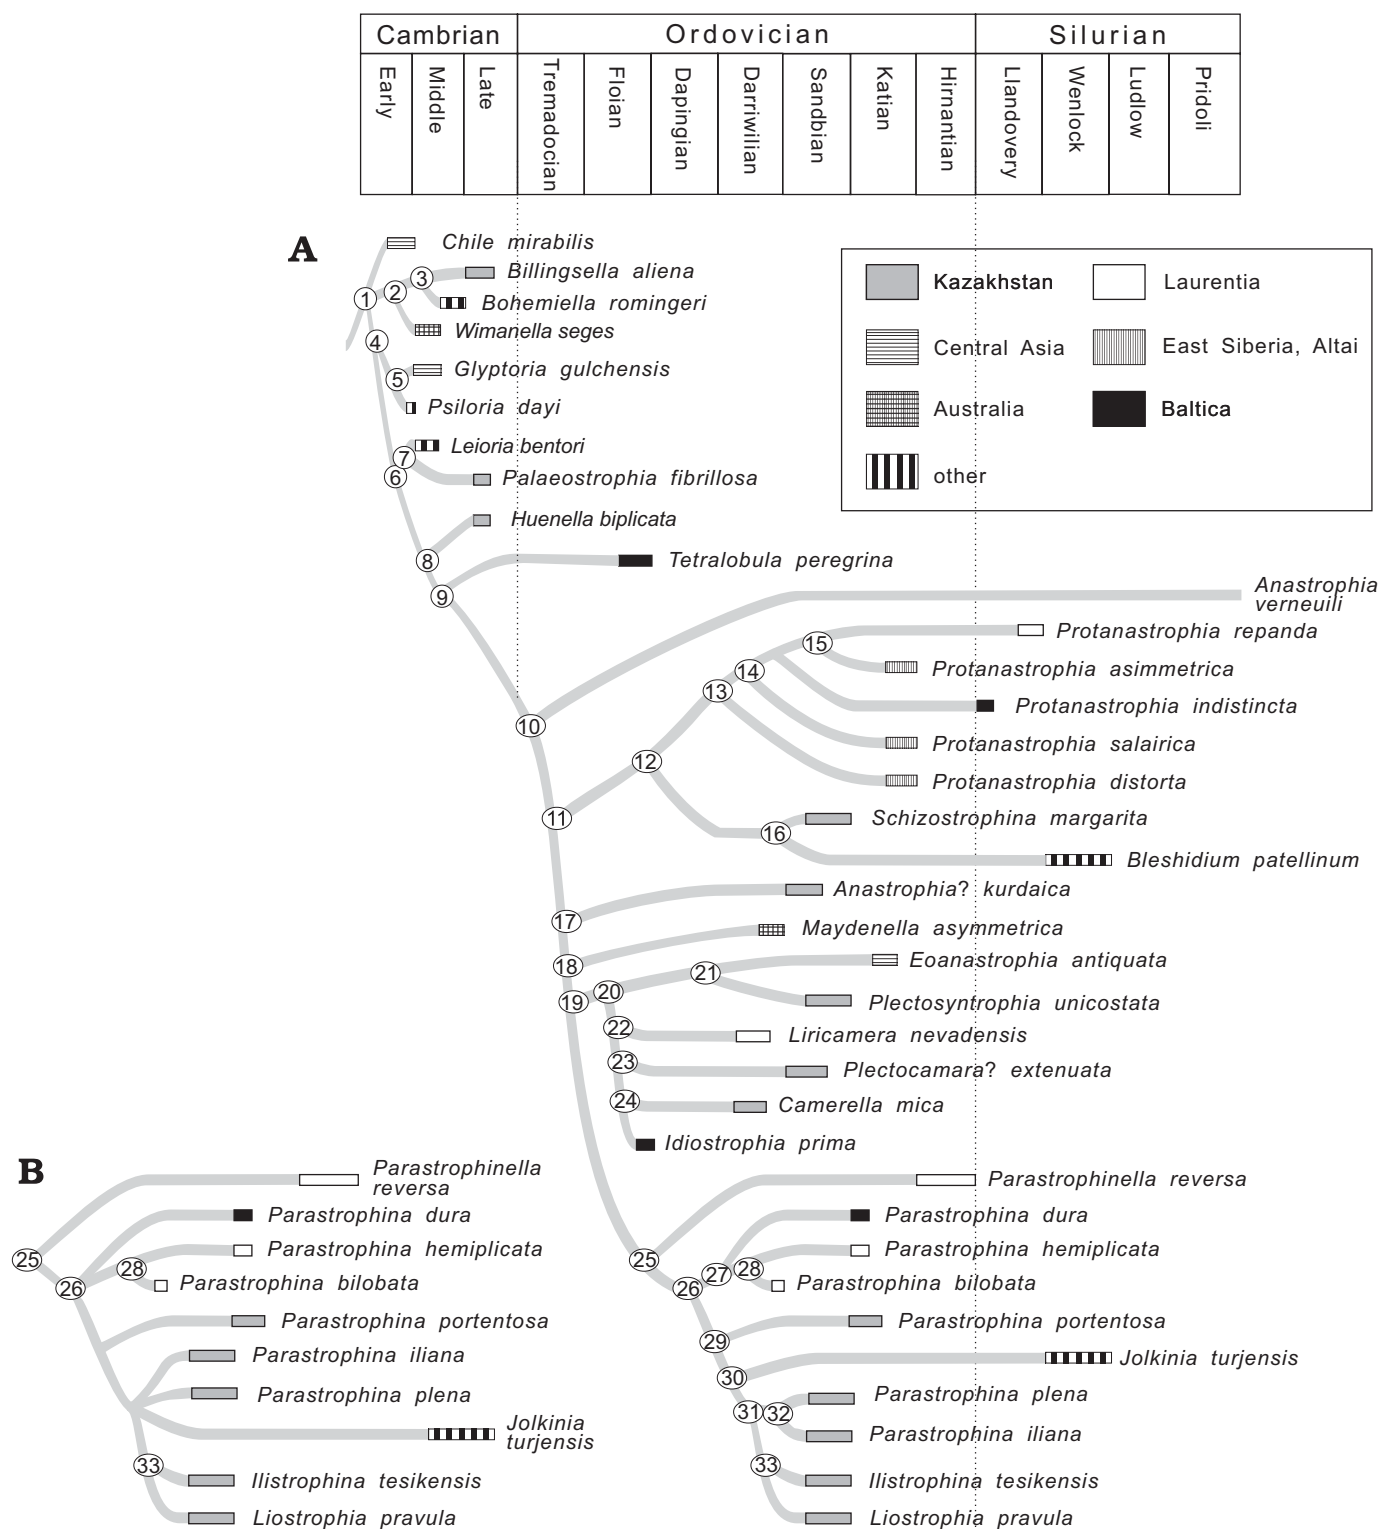 Cambrian
Ordovician
Silurian
Early
Middle
Late
Tremadocian
Floian
Dapingian
Darriwilian
Sandbian
Katian
Hirnantian
Llandovery
Wenlock
Ludlow
Pridoli
A
Kazakhstan
Laurentia
Central Asia
East Siberia, Altai
Australia
Baltica
other
Chile mirabilis
Billingsella aliena
3
2
1
Bohemiella romingeri
Wimanella seges
4
Glyptoria gulchensis
5
Psiloria dayi
Leioria bentori
7
6
Palaeostrophia fibrillosa
Huenella biplicata
8
Tetralobula peregrina
9
Anastrophia
verneuili
Protanastrophia repanda
15
Protanastrophia asimmetrica
14
13
Protanastrophia indistincta
10
Protanastrophia salairica
12
Protanastrophia distorta
11
Schizostrophina margarita
16
Bleshidium patellinum
Anastrophia? kurdaica
17
Maydenella asymmetrica
18
Eoanastrophia antiquata
21
20
19
Plectosyntrophia unicostata
22
Liricamera nevadensis
23
Plectocamara? extenuata
24
Camerella mica
Idiostrophia prima
Parastrophinella reversa
Parastrophina dura
25
Parastrophina hemiplicata
28
27
26
Parastrophina bilobata
Parastrophina portentosa
29
Jolkinia turjensis
30
Parastrophina plena
31
32
Parastrophina iliana
33
Ilistrophina tesikensis
Liostrophia pravula
B
Parastrophinella
reversa
Parastrophina dura
25
Parastrophina hemiplicata
28
26
Parastrophina bilobata
Parastrophina portentosa
Parastrophina iliana
Parastrophina plena
Jolkinia
turjensis
33
Ilistrophina tesikensis
Liostrophia pravula